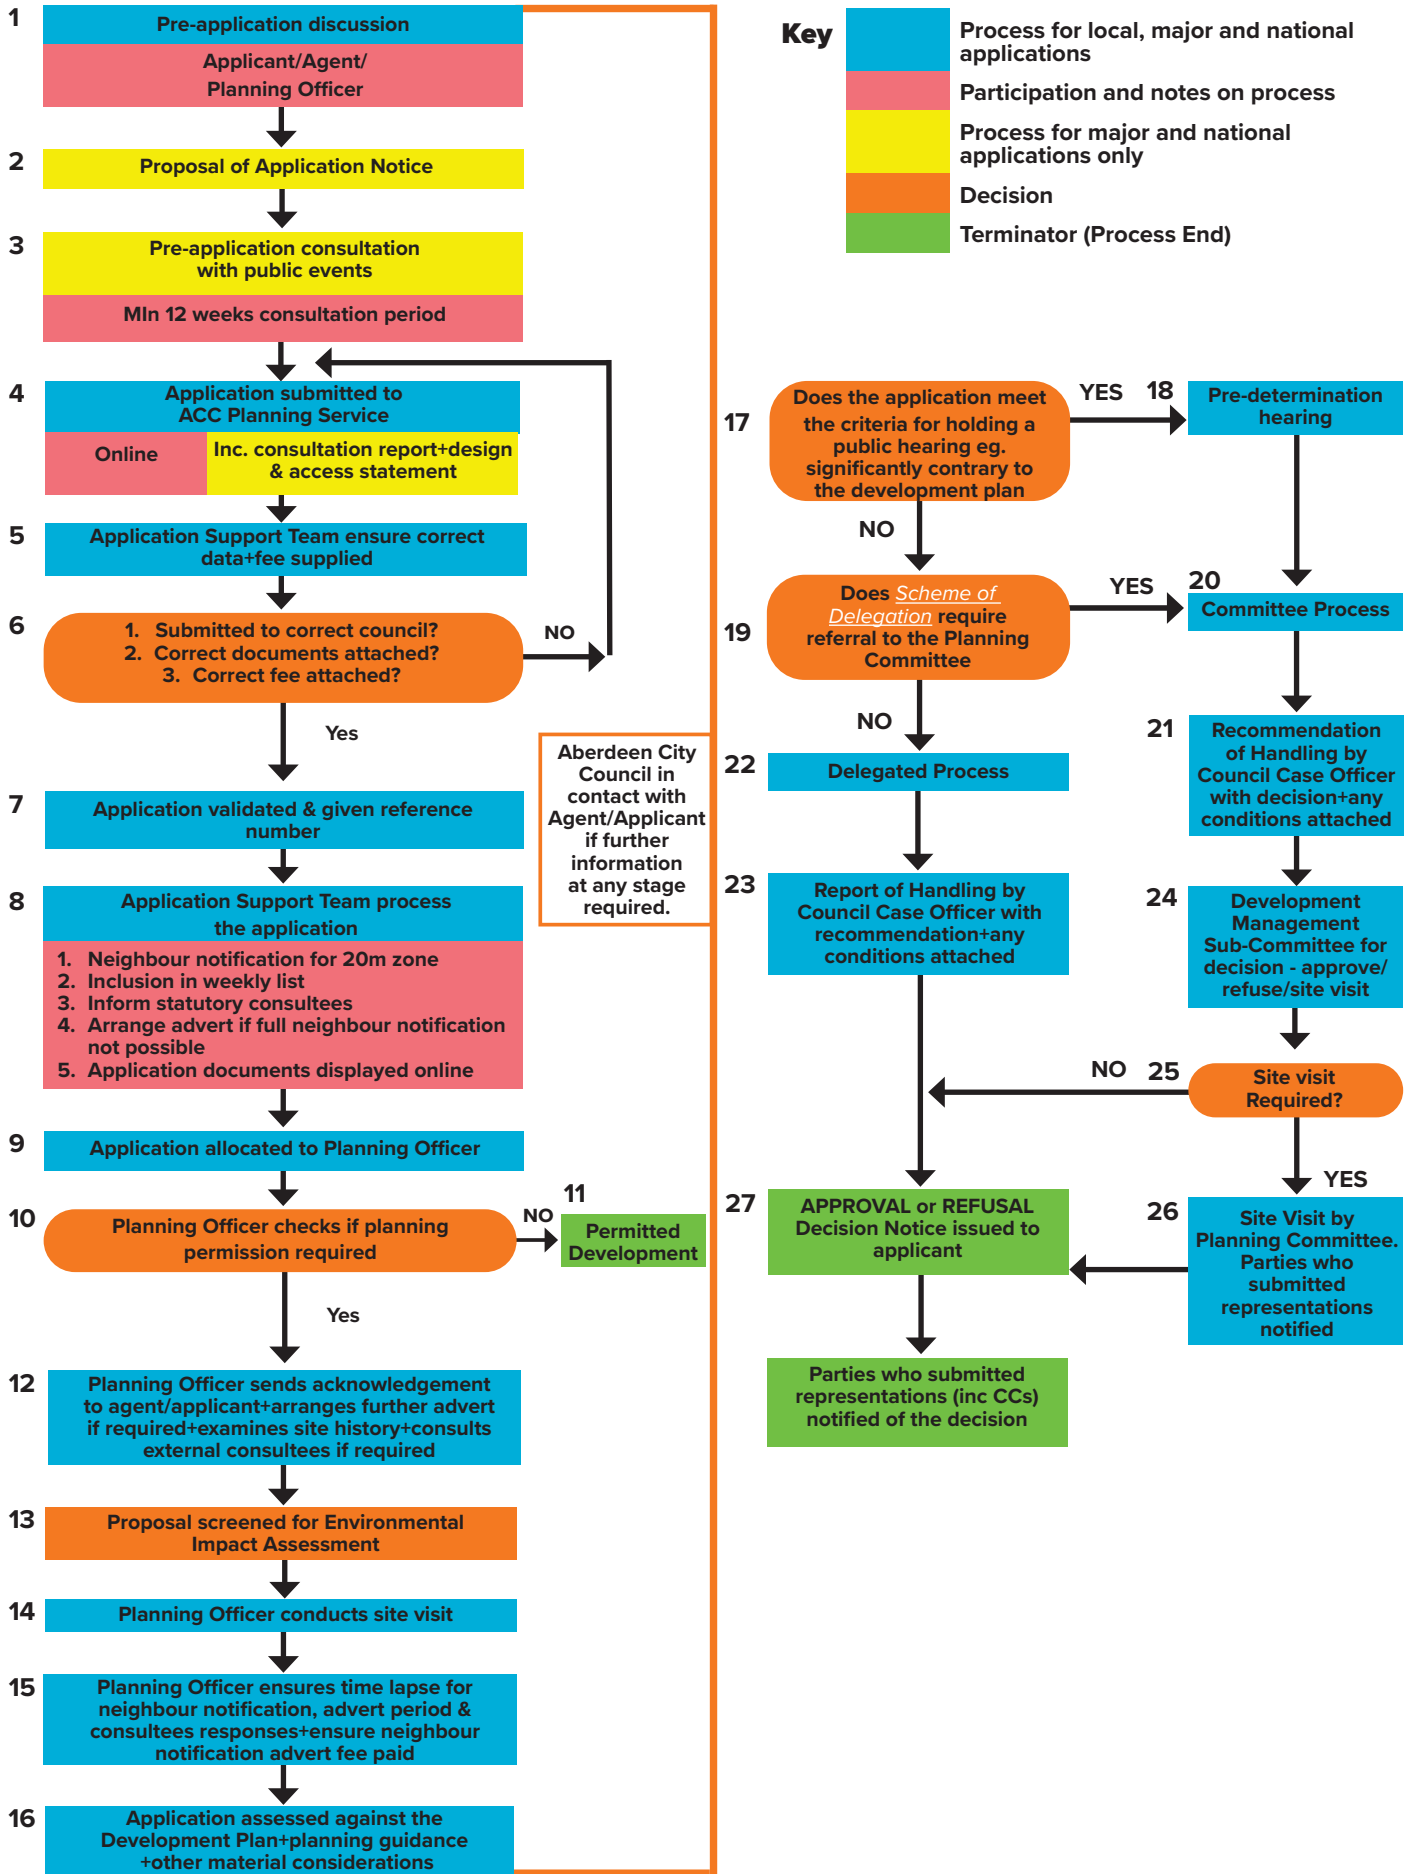 1
Pre-application discussion
Applicant/Agent/
Planning Officer
2
Proposal of Application Notice
3
Pre-application consultation
with public events
MIn 12 weeks consultation period
4
Application submitted to
ACC Planning Service
Online
Inc. consultation report+design
& access statement
5
Application Support Team ensure correct
data+fee supplied
6
1. Submitted to correct council?
2. Correct documents attached?
3. Correct fee attached?
NO
Yes
7
Application validated & given reference
number
8
Application Support Team process
the application
1. Neighbour notification for 20m zone
2. Inclusion in weekly list
3. Inform statutory consultees
4. Arrange advert if full neighbour notification
not possible
5. Application documents displayed online
9
Application allocated to Planning Officer
10
Planning Officer checks if planning
permission required
NO
11
Permitted
Development
Yes
12
Planning Officer sends acknowledgement
to agent/applicant+arranges further advert
if required+examines site history+consults
external consultees if required
13
Proposal screened for Environmental
Impact Assessment
14
Planning Officer conducts site visit
15
Planning Officer ensures time lapse for
neighbour notification, advert period &
consultees responses+ensure neighbour
notification advert fee paid
16
Application assessed against the
Development Plan+planning guidance
+other material considerations
Aberdeen City
Council in
contact with
Agent/Applicant
if further
information
at any stage
required.
Key
Process for local, major and national
applications
Participation and notes on process
Process for major and national
applications only
Decision
Terminator (Process End)
17
Does the application meet
the criteria for holding a
public hearing eg.
significantly contrary to
the development plan
YES
18
Pre-determination
hearing
NO
19
Does Scheme of
Delegation require
referral to the Planning
Committee
YES
20
Committee Process
NO
21
Recommendation
of Handling by
Council Case Officer
with decision+any
conditions attached
22
Delegated Process
23
Report of Handling by
Council Case Officer with
recommendation+any
conditions attached
24
Development
Management
Sub-Committee for
decision - approve/
refuse/site visit
NO
25
Site visit
Required?
YES
26
Site Visit by
Planning Committee.
Parties who
submitted
representations
notified
27
APPROVAL or REFUSAL
Decision Notice issued to
applicant
Parties who submitted
representations (inc CCs)
notified of the decision